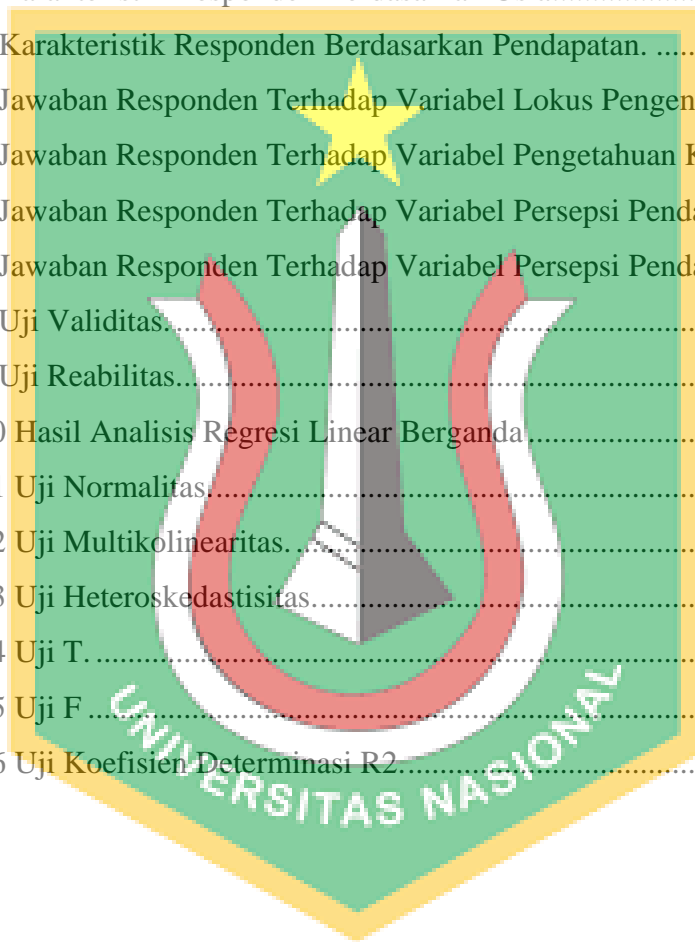 Karakteristik Responden Berdasarkan Pendapatan. .....
Jawaban Responden Terhadap Variabel Lokus Pengen
Jawaban Responden Terhadap Variabel Pengetahuan K
Jawaban Responden Terhadap Variabel Persepsi Penda
Jawaban Responden Terhadap Variabel Persepsi Penda
Uji Validitas..........................................................
Uji Reabilitas........................................................
0 Hasil Analisis Regresi Linear Berganda .................
1 Uji Normalitas......................................................
2 Uji Multikolinearitas.............................................
3 Uji Heteroskedastisitas..........................................
4 Uji T. ...................................................................
5 Uji F ....................................................................
6 Uji Koefisien Determinasi R2................................
UNIVERSITAS NASIONAL